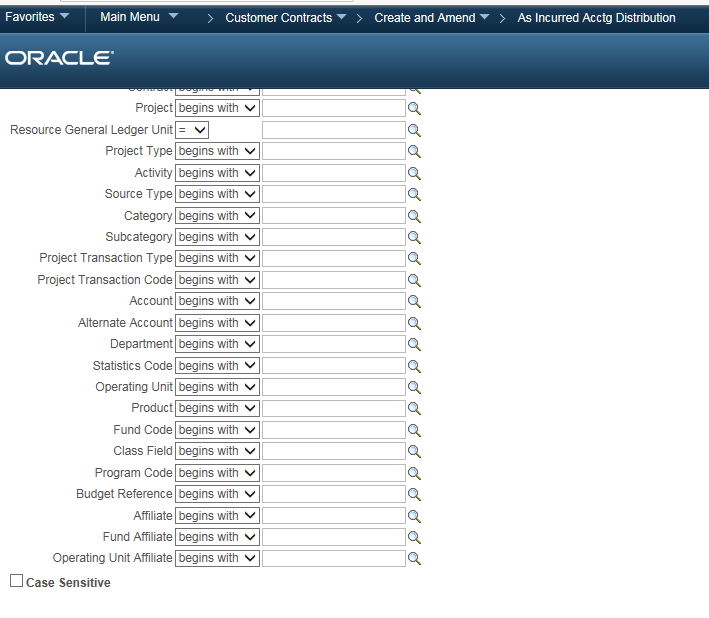 Favorites Main Menu > Customer Contracts > Create and Amend > As Incurred Acctg Distribution
ORACLE
Contract begins with
Project begins with
Resource General Ledger Unit =
Project Type begins with
Activity begins with
Source Type begins with
Category begins with
Subcategory begins with
Project Transaction Type begins with
Project Transaction Code begins with
Account begins with
Alternate Account begins with
Department begins with
Statistics Code begins with
Operating Unit begins with
Product begins with
Fund Code begins with
Class Field begins with
Program Code begins with
Budget Reference begins with
Affiliate begins with
Fund Affiliate begins with
Operating Unit Affiliate begins with
Case Sensitive